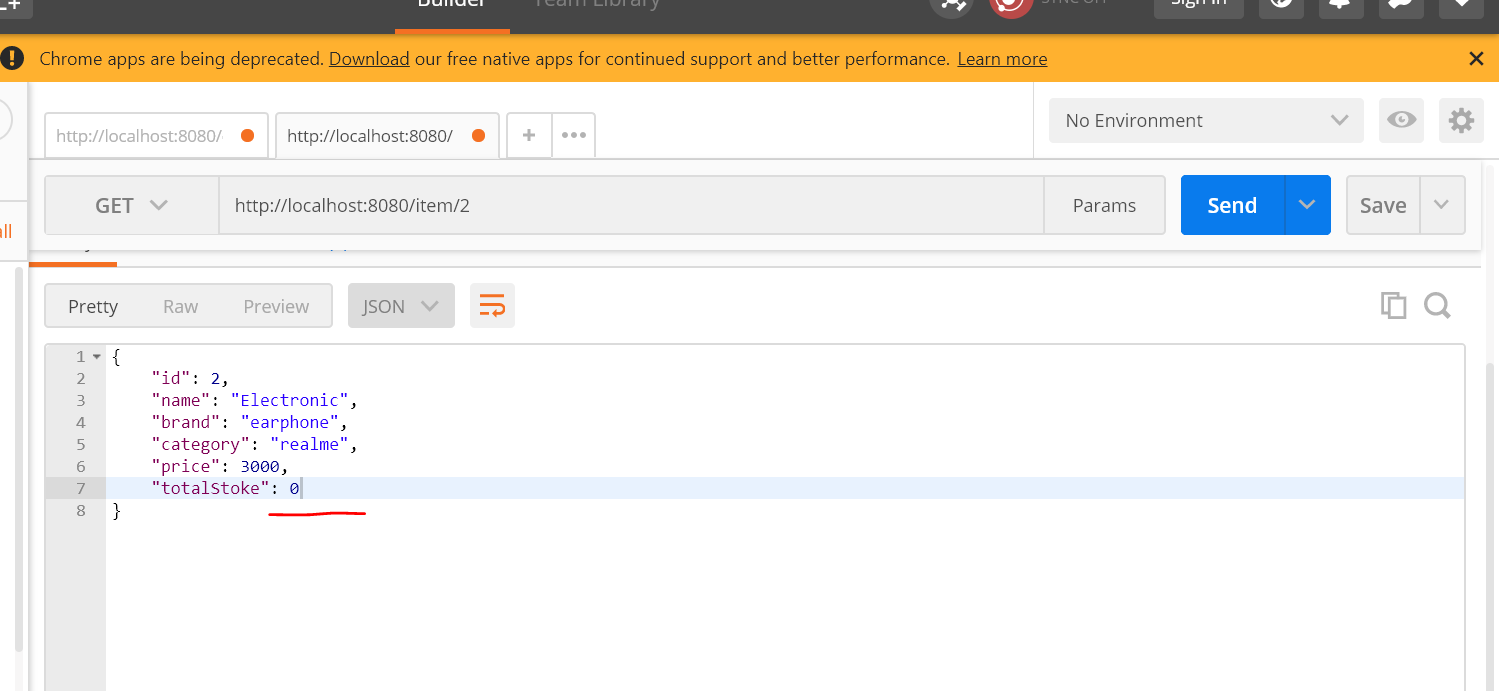 Builder Team Library SYNC OFF Sign In
Chrome apps are being deprecated. Download our free native apps for continued support and better performance. Learn more
http://localhost:8080/ http://localhost:8080/ + •••
No Environment
GET http://localhost:8080/item/2 Params Send Save
all
Pretty Raw Preview JSON
1 {
2 "id": 2,
3 "name": "Electronic",
4 "brand": "earphone",
5 "category": "realme",
6 "price": 3000,
7 "totalStoke": 0
8 }